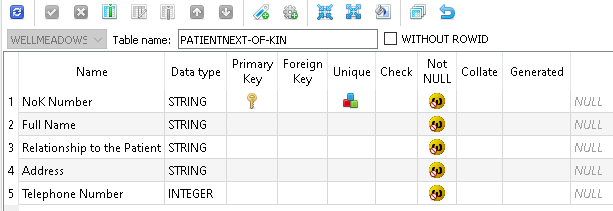 WELLMEADOWS Table name: PATIENTNEXT-OF-KIN WITHOUT ROWID
Name Data type Primary Key Foreign Key Unique Check Not NULL Collate Generated
1 NoK Number STRING NULL
2 Full Name STRING NULL
3 Relationship to the Patient STRING NULL
4 Address STRING NULL
5 Telephone Number INTEGER NULL